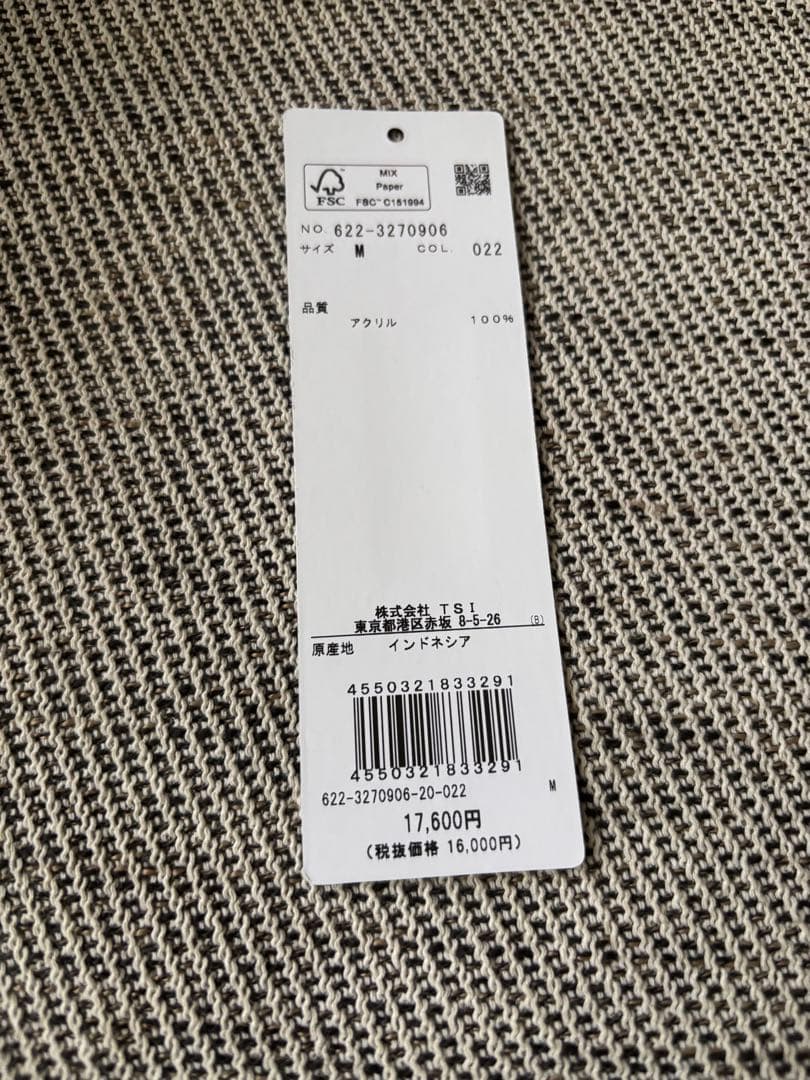 MIX
Paper
FSC™ C151994
FSC
NO. 622-3270906
サイズ M COL. 022
品質
アクリル 100%
株式会社 TSI
東京都港区赤坂 8-5-26 (B)
原産地 インドネシア
4550321833291
4550321833291
622-3270906-20-022 M
17,600円
(税抜価格 16,000円)